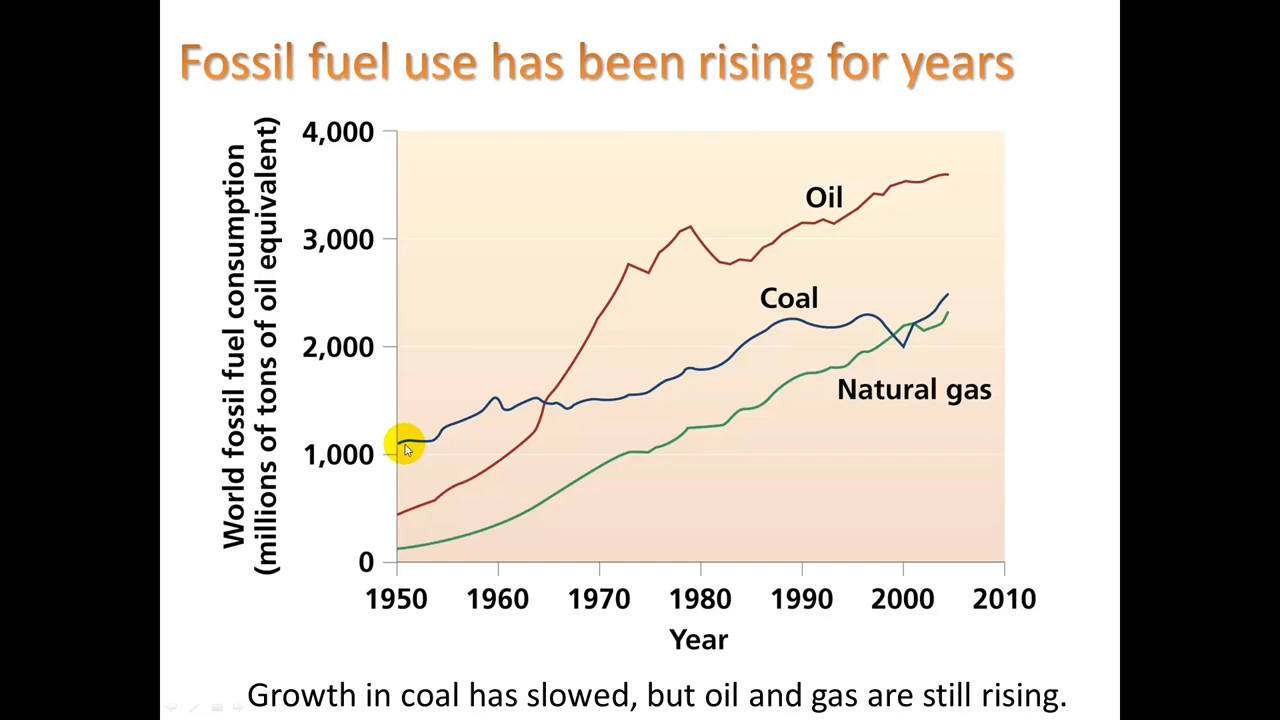 Fossil fuel use has been rising for years
World fossil fuel consumption
(millions of tons of oil equivalent)
4,000
3,000
2,000
1,000
0
Oil
Coal
Natural gas
1950 1960 1970 1980 1990 2000 2010
Year
Growth in coal has slowed, but oil and gas are still rising.